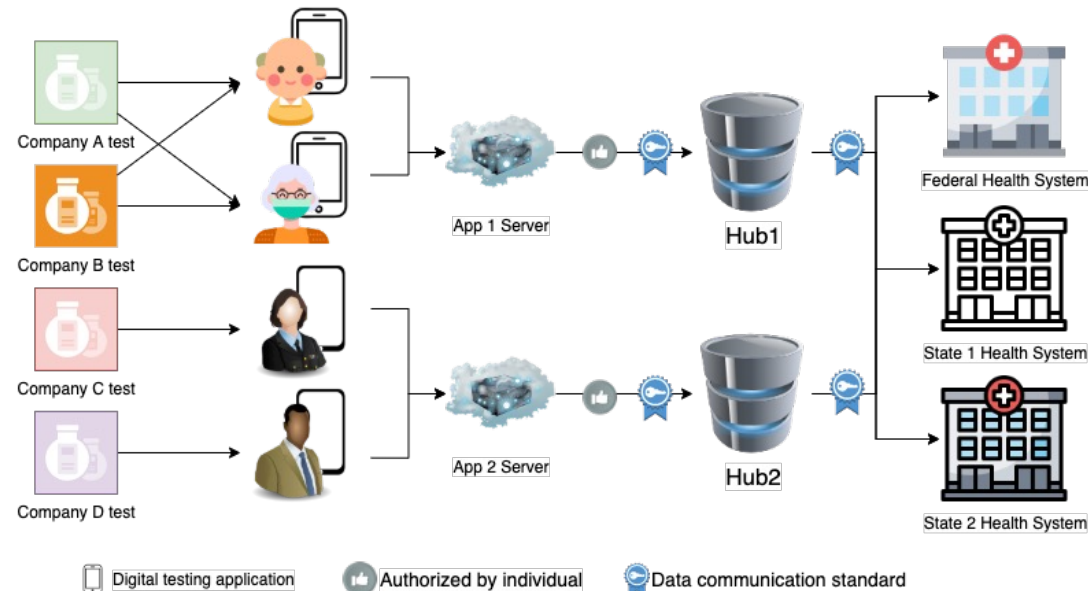 Company A test
Company B test
Company C test
Company D test
App 1 Server
App 2 Server
Hub1
Hub2
Federal Health System
State 1 Health System
State 2 Health System
Digital testing application
Authorized by individual
Data communication standard